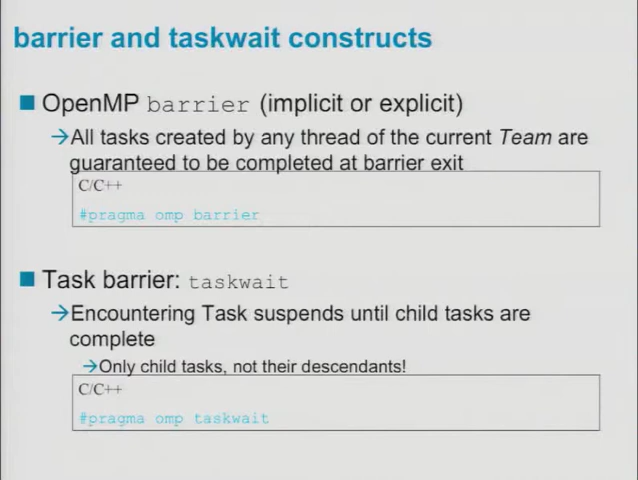 barrier and taskwait constructs
OpenMP barrier (implicit or explicit)
→All tasks created by any thread of the current Team are
guaranteed to be completed at barrier exit
C/C++
#pragma omp barrier
Task barrier: taskwait
→Encountering Task suspends until child tasks are
complete
→Only child tasks, not their descendants!
C/C++
#pragma omp taskwait